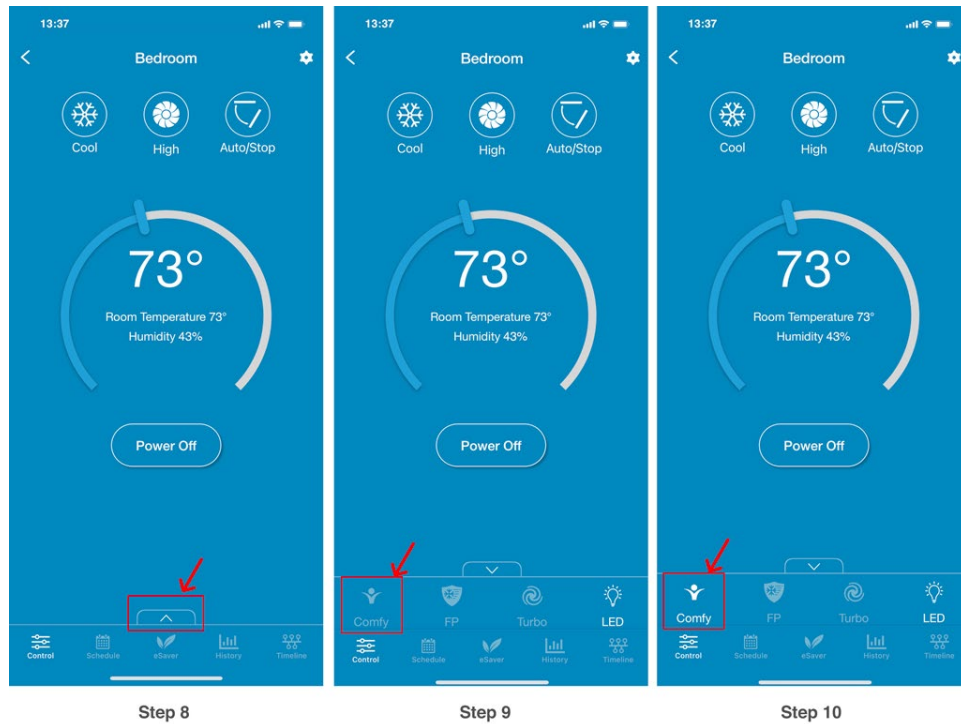 13:37
Bedroom
Cool High Auto/Stop
73°
Room Temperature 73°
Humidity 43%
Power Off
Control Schedule eSaver History Timeline
Step 8
13:37
Bedroom
Cool High Auto/Stop
73°
Room Temperature 73°
Humidity 43%
Power Off
Comfy FP Turbo LED
Control Schedule eSaver History Timeline
Step 9
13:37
Bedroom
Cool High Auto/Stop
73°
Room Temperature 73°
Humidity 43%
Power Off
Comfy FP Turbo LED
Control Schedule eSaver History Timeline
Step 10